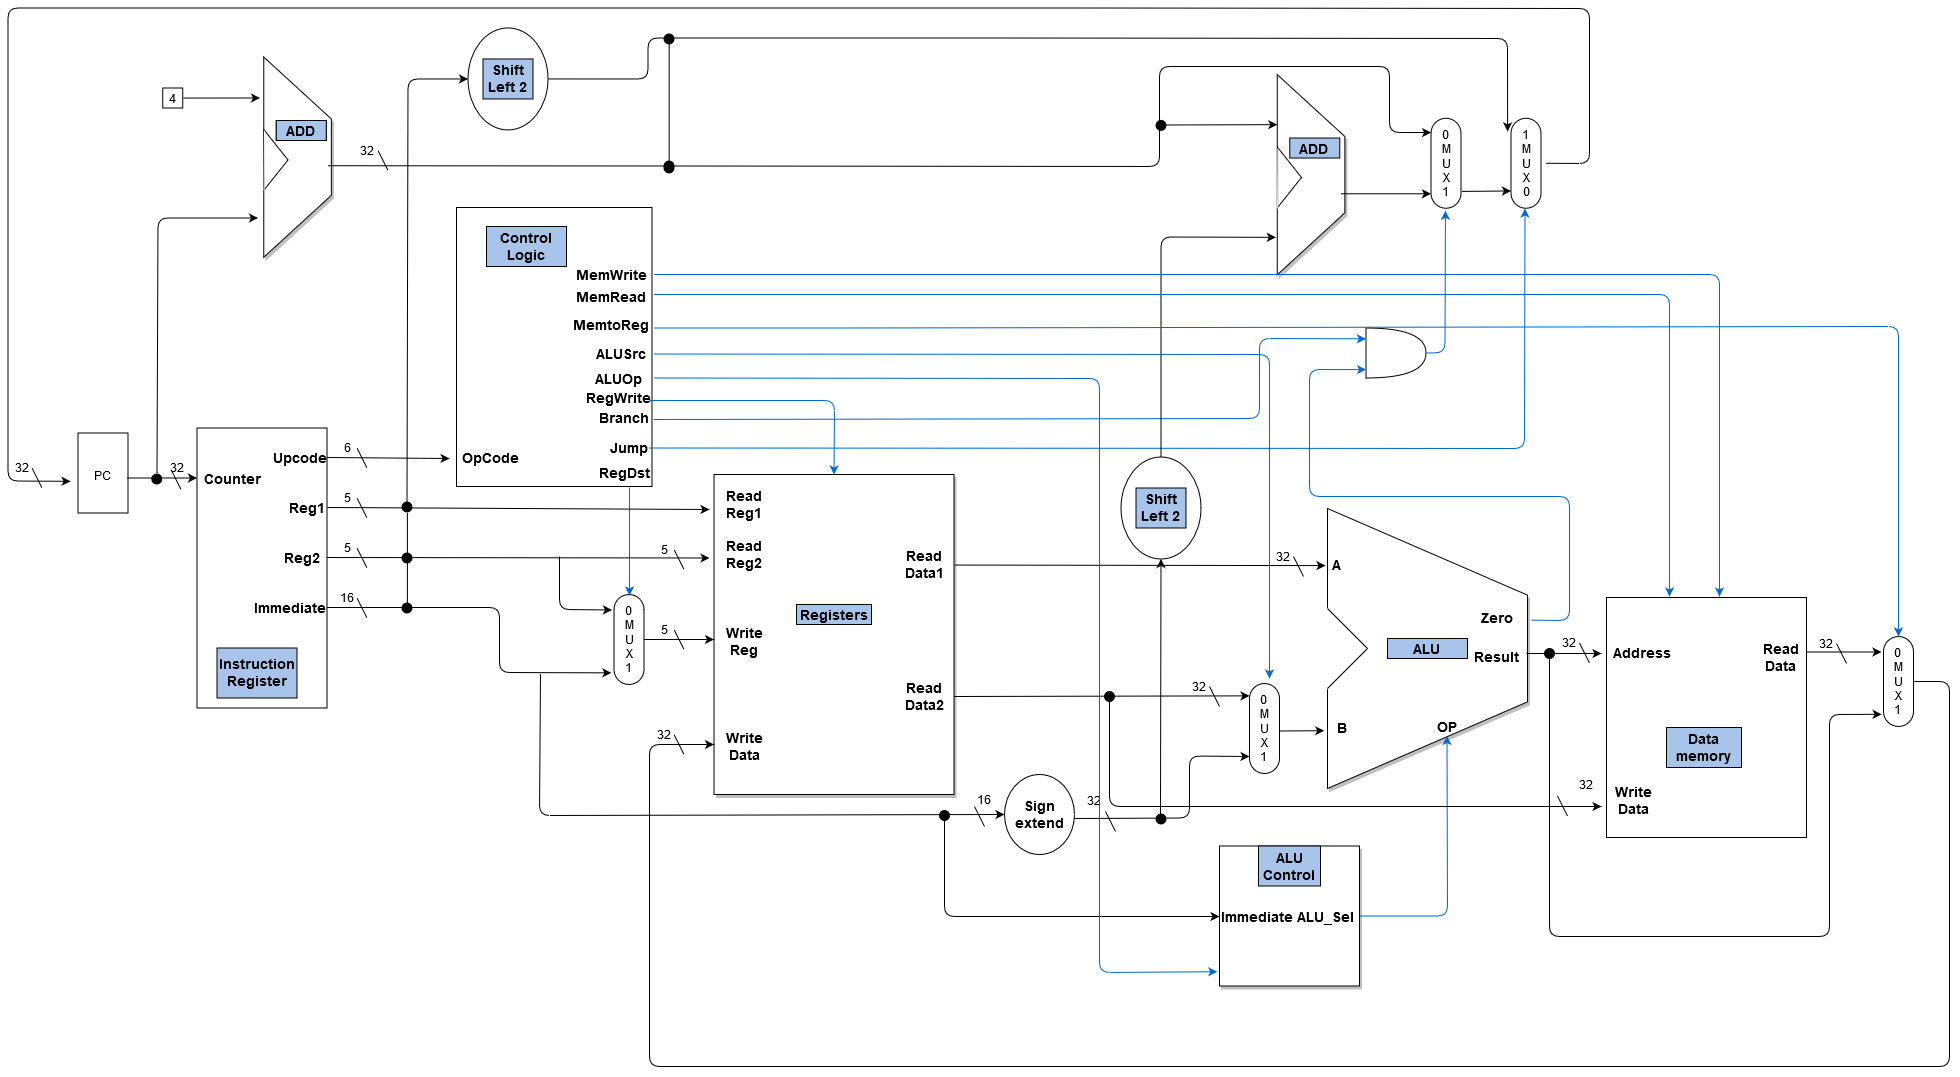 Shift
Left 2
4
ADD
32
ADD
0
M
U
X
1
1
M
U
X
0
Control
Logic
MemWrite
MemRead
MemtoReg
ALUSrc
ALUOp
RegWrite
Branch
Jump
RegDst
OpCode
32
PC
32
Counter
Upcode
6
Reg1
5
Reg2
5
Immediate
16
Instruction
Register
5
0
M
U
X
1
5
32
Read
Reg1
Read
Reg2
Write
Reg
Write
Data
Registers
Read
Data1
Read
Data2
Shift
Left 2
32
32
0
M
U
X
1
16
Sign
extend
32
A
B
Zero
ALU
Result
OP
32
32
Address
Read
Data
Data
memory
Write
Data
32
0
M
U
X
1
ALU
Control
Immediate ALU_Sel